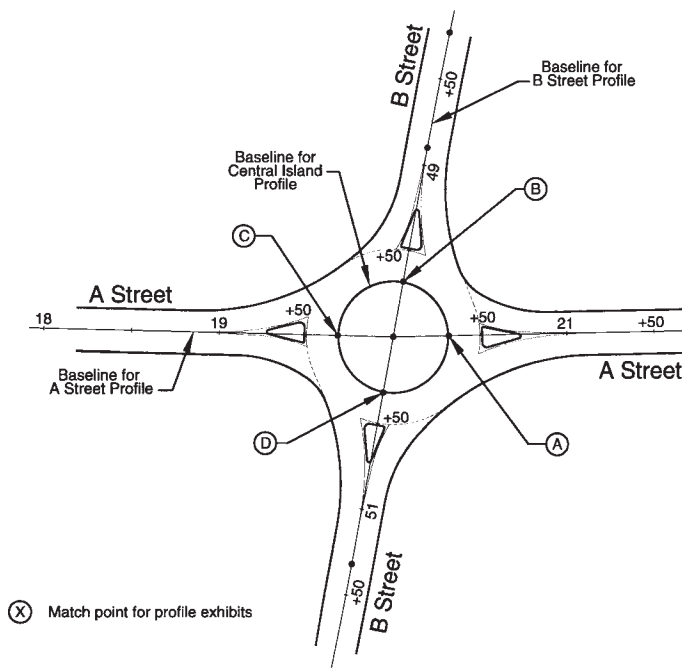 B Street
Baseline for
B Street Profile
+50
Baseline for
Central Island
Profile
49
B
C
+50
A Street
18
19
+50
+50
21
+50
Baseline for
A Street Profile
A Street
+50
D
A
51
B Street
+50
X Match point for profile exhibits